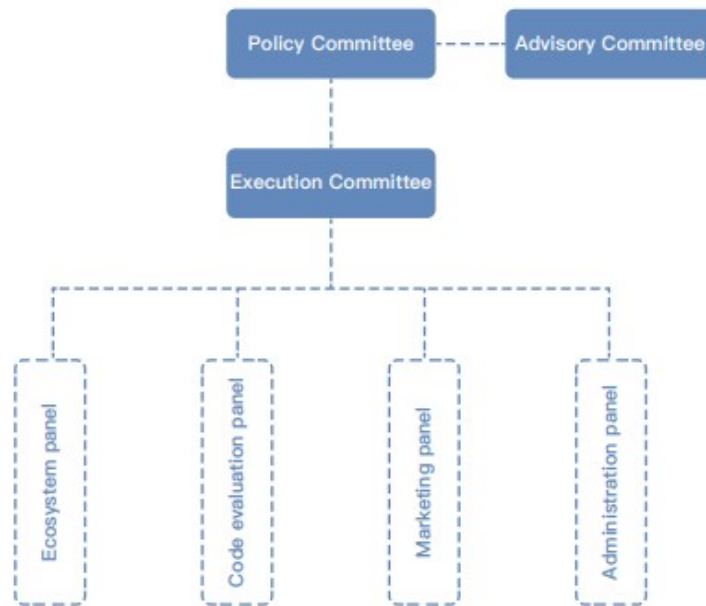 Policy Committee
Advisory Committee
Execution Committee
Ecosystem panel
Code evaluation panel
Marketing panel
Administration panel